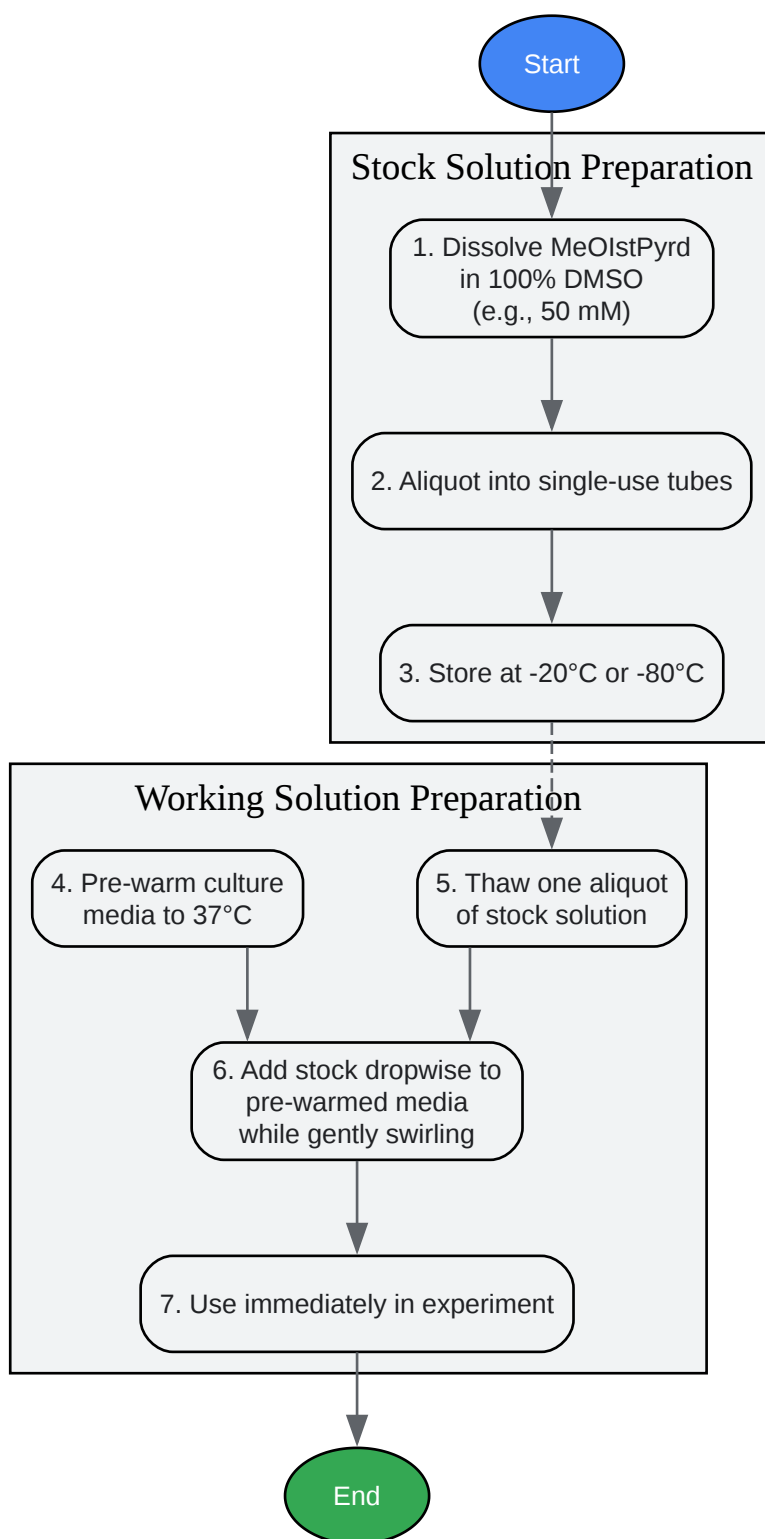 Start
Stock Solution Preparation
1. Dissolve MeOIstPyrd
in 100% DMSO
(e.g., 50 mM)
2. Aliquot into single-use tubes
3. Store at -20°C or -80°C
Working Solution Preparation
4. Pre-warm culture
media to 37°C
5. Thaw one aliquot
of stock solution
6. Add stock dropwise to
pre-warmed media
while gently swirling
7. Use immediately in experiment
End